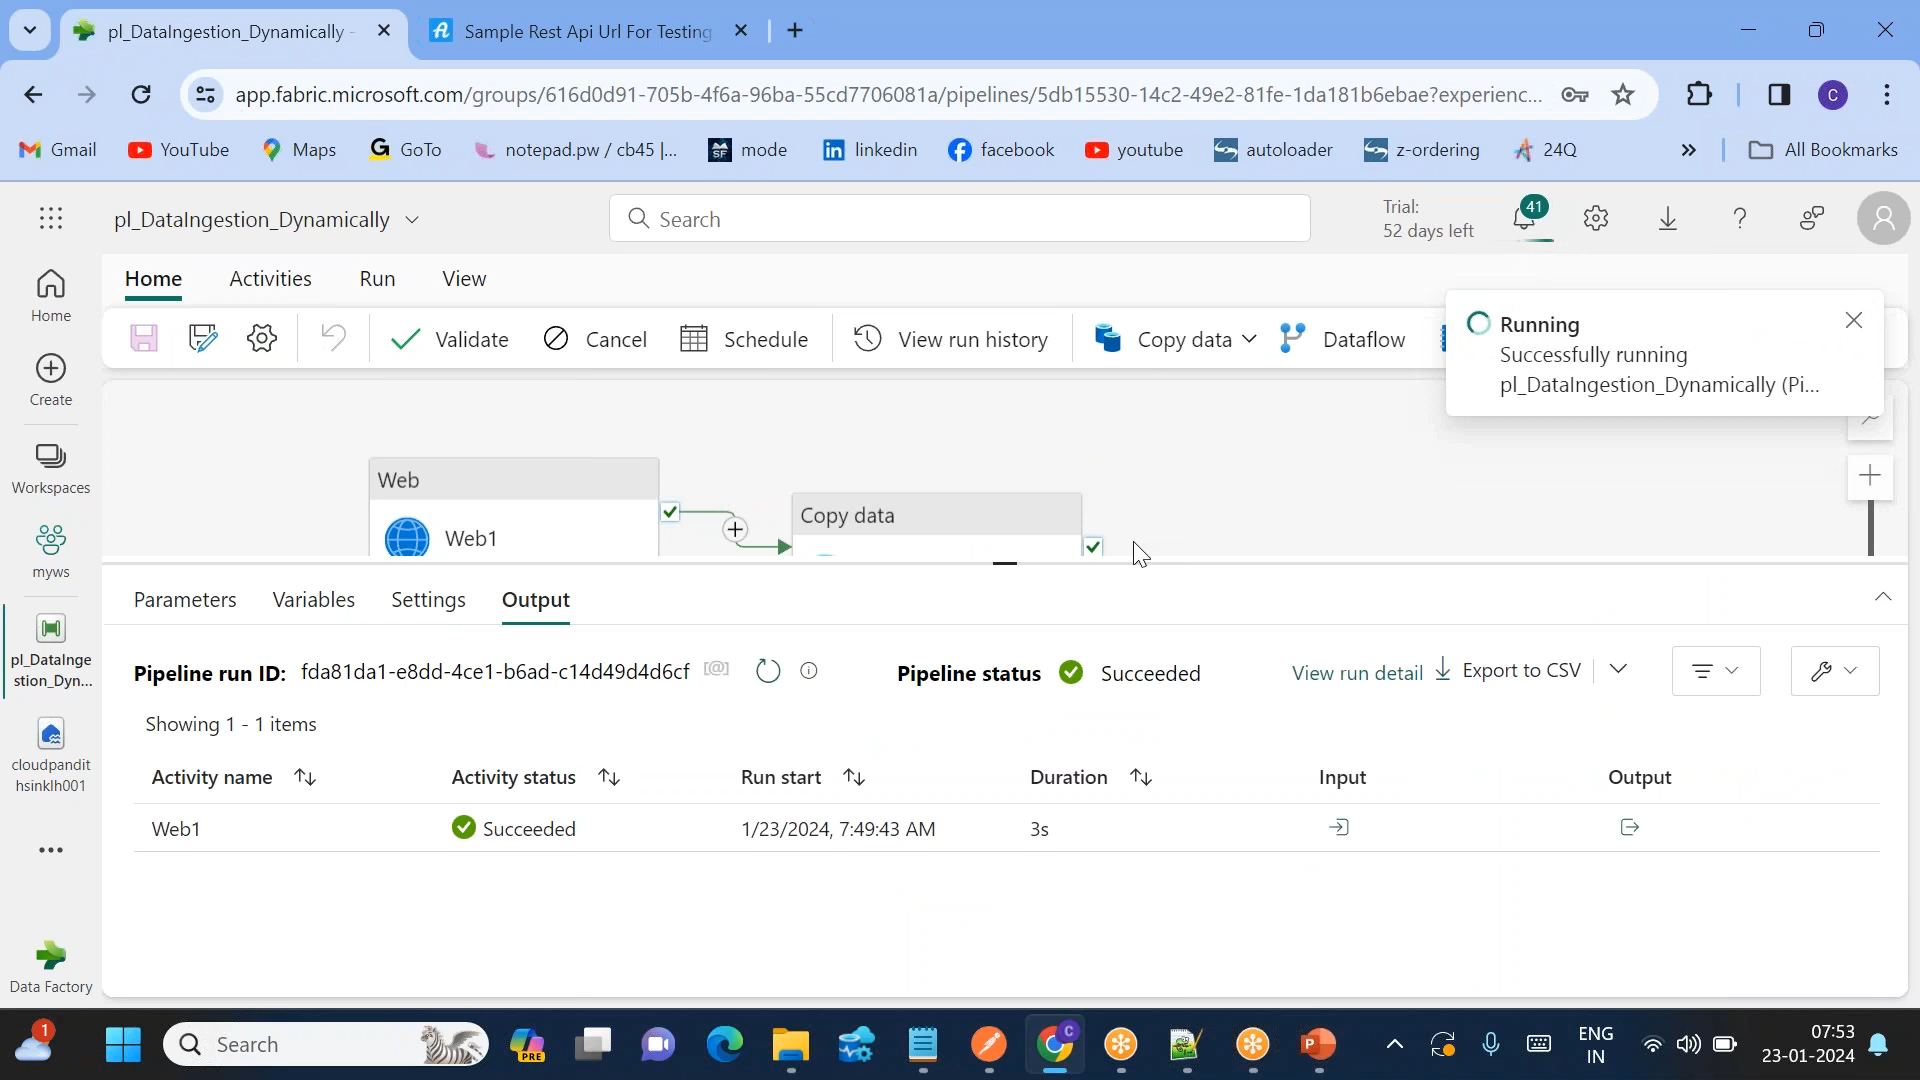 pl_DataIngestion_Dynamically -
Sample Rest Api Url For Testing
app.fabric.microsoft.com/groups/616d0d91-705b-4f6a-96ba-55cd7706081a/pipelines/5db15530-14c2-49e2-81fe-1da181b6ebae?experienc...
C
Gmail
YouTube
Maps
GoTo
notepad.pw / cb45 |...
mode
linkedin
facebook
youtube
autoloader
z-ordering
24Q
All Bookmarks
pl_DataIngestion_Dynamically
Search
Trial:
52 days left
41
Home
Activities
Run
View
Validate
Cancel
Schedule
View run history
Copy data
Dataflow
Running
Successfully running
pl_DataIngestion_Dynamically (Pi...
Home
Create
Workspaces
myws
pl_DataInge
stion_Dyn...
cloudpandit
hsinklh001
Data Factory
Web
Web1
Copy data
Parameters
Variables
Settings
Output
Pipeline run ID: fda81da1-e8dd-4ce1-b6ad-c14d49d4d6cf
Pipeline status
Succeeded
View run detail
Export to CSV
Showing 1 - 1 items
Activity name
Activity status
Run start
Duration
Input
Output
Web1
Succeeded
1/23/2024, 7:49:43 AM
3s
1
Search
PRE
C
ENG
IN
07:53
23-01-2024